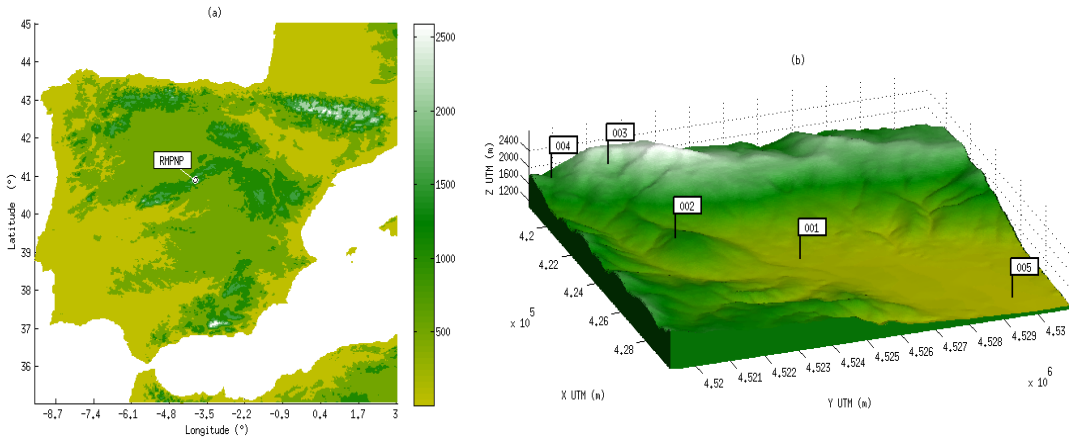 (a)
45
44
43
42
41
40
39
38
37
36
Latitude (°)
RMPNP
-8.7 -7.4 -6.1 -4.8 -3.5 -2.2 -0.9 0.4 1.7 3
Longitude (°)
2500
2000
1500
1000
500
(b)
2400
2000
1600
1200
Z UTM (m)
004
003
002
001
005
4.2
4.22
4.24
4.26
4.28
x 10^5
X UTM (m)
4.52 4.521 4.522 4.523 4.524 4.525 4.526 4.527 4.528 4.529 4.53
x 10^6
Y UTM (m)